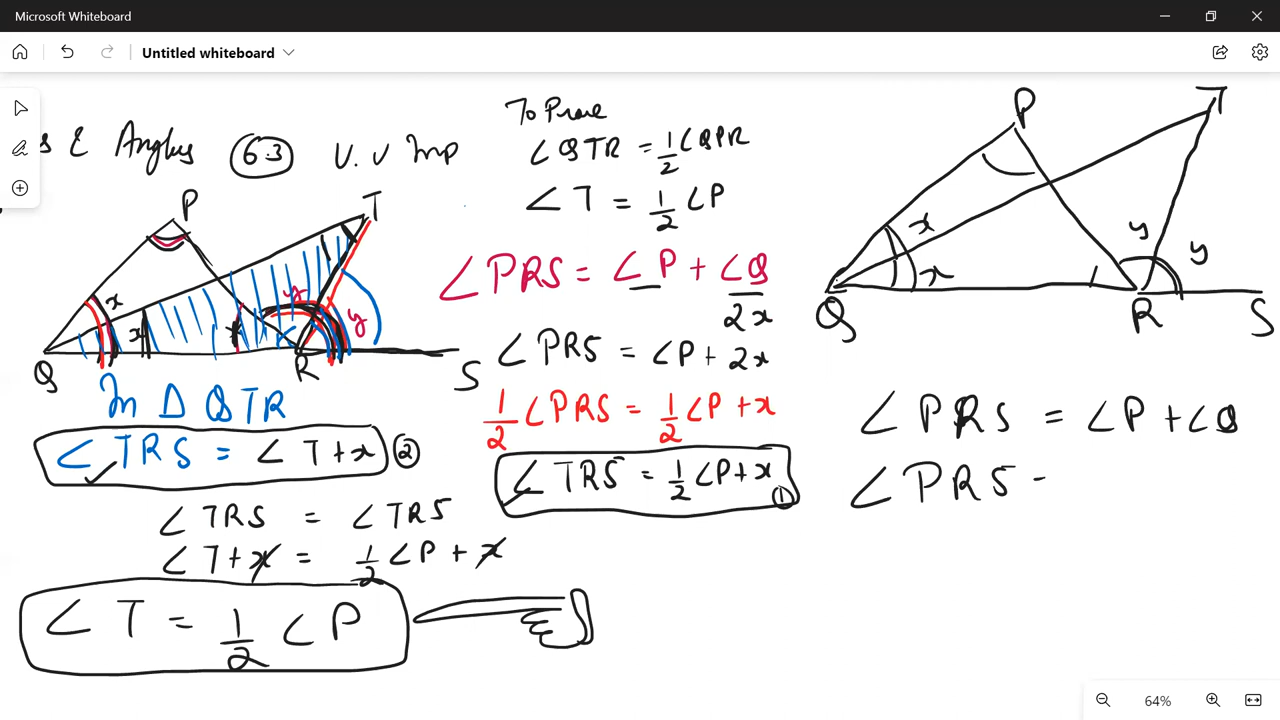 Microsoft Whiteboard
Untitled whiteboard
s & Angles 6.3 V. V Imp
To Prove
∠QTR = 1/2 ∠QPR
∠T = 1/2 ∠P
P
T
x
x
y
y
Q
R
S
∠PRS = ∠P + ∠Q
2x
∠PRS = ∠P + 2x
1/2 ∠PRS = 1/2 ∠P + x
∠TRS = 1/2 ∠P + x
1
In Δ QTR
∠TRS = ∠T + x 2
∠TRS = ∠TRS
∠T + x = 1/2 ∠P + x
∠T = 1/2 ∠P
P
T
x
x
y
y
Q
R
S
∠PRS = ∠P + ∠Q
∠PRS -
64%